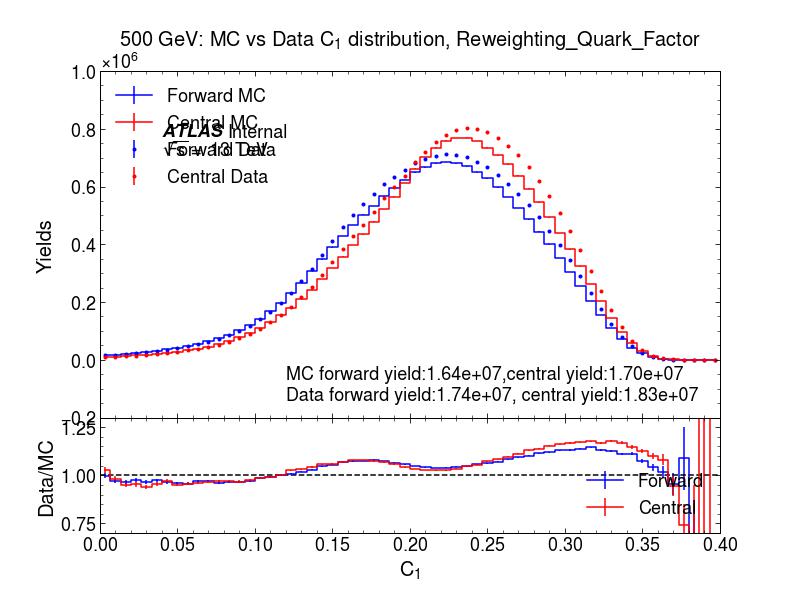 500 GeV: MC vs Data C₁ distribution, Reweighting_Quark_Factor
×10⁶
1.0
0.8
0.6
0.4
0.2
0.0
0.2
Yields
Forward MC
Central MC
ATLAS Internal
√s = 13 TeV
Forward Data
Central Data
MC forward yield:1.64e+07,central yield:1.70e+07
Data forward yield:1.74e+07, central yield:1.83e+07
1.25
1.00
0.75
Data/MC
Forward
Central
0.00 0.05 0.10 0.15 0.20 0.25 0.30 0.35 0.40
C₁